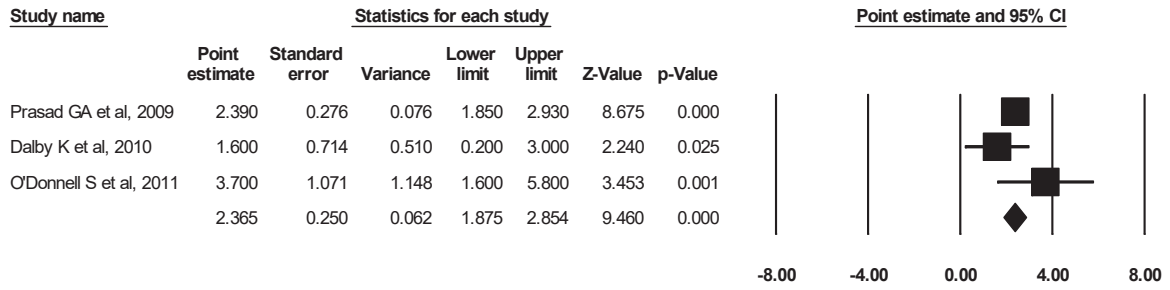 Study name Statistics for each study Point estimate and 95% CI
Point Standard Lower Upper
estimate error Variance limit limit Z-Value p-Value
Prasad GA et al, 2009 2.390 0.276 0.076 1.850 2.930 8.675 0.000
Dalby K et al, 2010 1.600 0.714 0.510 0.200 3.000 2.240 0.025
O'Donnell S et al, 2011 3.700 1.071 1.148 1.600 5.800 3.453 0.001
2.365 0.250 0.062 1.875 2.854 9.460 0.000
-8.00 -4.00 0.00 4.00 8.00